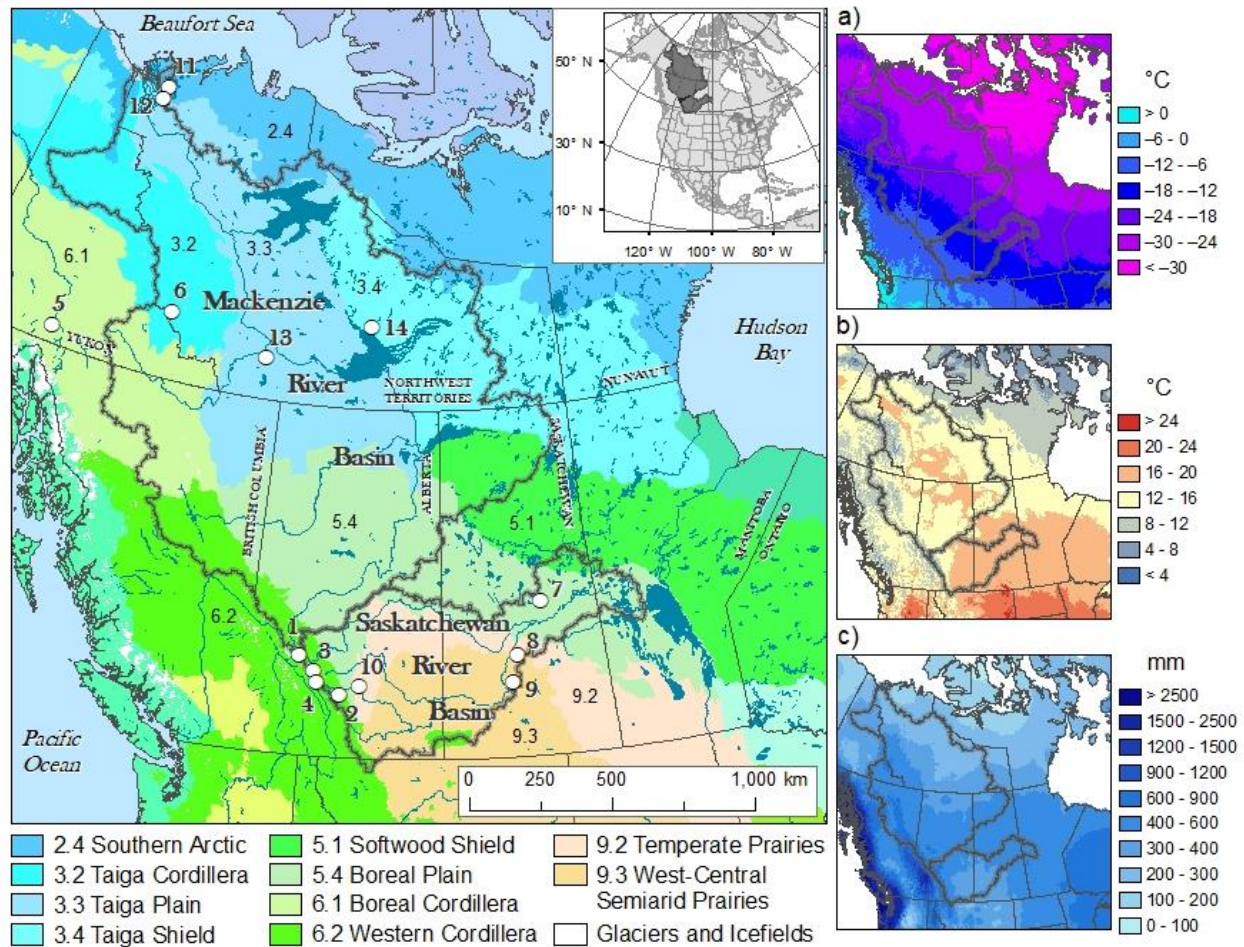 Beaufort Sea
11
12
2.4
3.2
3.3
3.4
6.1
6
5
Mackenzie
14
13
YUKON
River
NORTHWEST
TERRITORIES
NUNAVUT
Hudson
Bay
BRITISH COLUMBIA
Basin
ALBERTA
SASKATCHEWAN
MANITOBA
ONTARIO
5.4
5.1
7
6.2
Saskatchewan
1
3
8
10
River
4
2
9
9.2
Basin
9.3
Pacific
Ocean
0 250 500 1,000 km
50° N
30° N
10° N
120° W 100° W 80° W
2.4 Southern Arctic
3.2 Taiga Cordillera
3.3 Taiga Plain
3.4 Taiga Shield
5.1 Softwood Shield
5.4 Boreal Plain
6.1 Boreal Cordillera
6.2 Western Cordillera
9.2 Temperate Prairies
9.3 West-Central
Semiarid Prairies
Glaciers and Icefields
a)
°C
> 0
–6 - 0
–12 - –6
–18 - –12
–24 - –18
–30 - –24
< –30
b)
°C
> 24
20 - 24
16 - 20
12 - 16
8 - 12
4 - 8
< 4
c)
mm
> 2500
1500 - 2500
1200 - 1500
900 - 1200
600 - 900
400 - 600
300 - 400
200 - 300
100 - 200
0 - 100